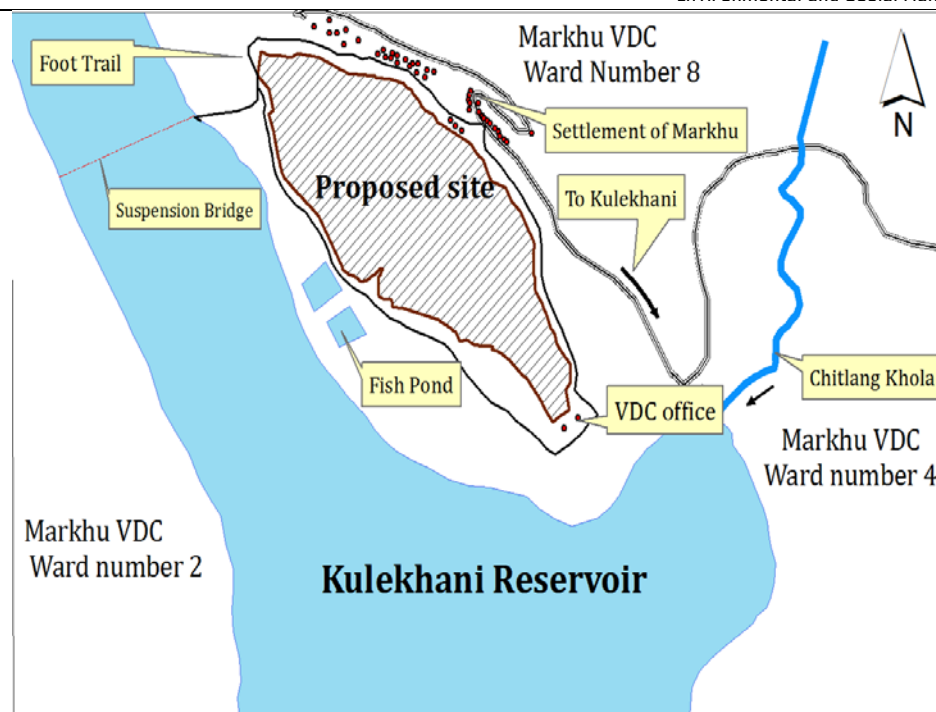 Markhu VDC
Ward Number 8
Foot Trail
N
Settlement of Markhu
Proposed site
To Kulekhani
Suspension Bridge
Fish Pond
Chitlang Khola
VDC office
Markhu VDC
Ward number 4
Markhu VDC
Ward number 2
Kulekhani Reservoir